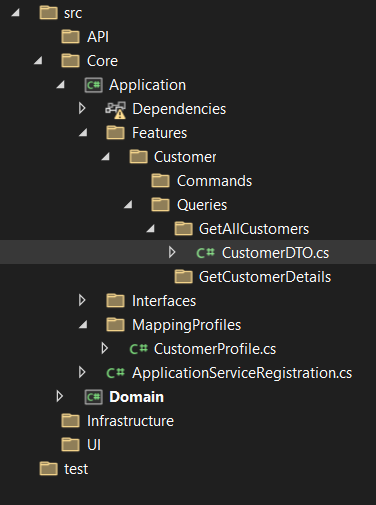 src
API
Core
Application
Dependencies
Features
Customer
Commands
Queries
GetAllCustomers
C# CustomerDTO.cs
GetCustomerDetails
Interfaces
MappingProfiles
C# CustomerProfile.cs
C# ApplicationServiceRegistration.cs
C# Domain
Infrastructure
UI
test